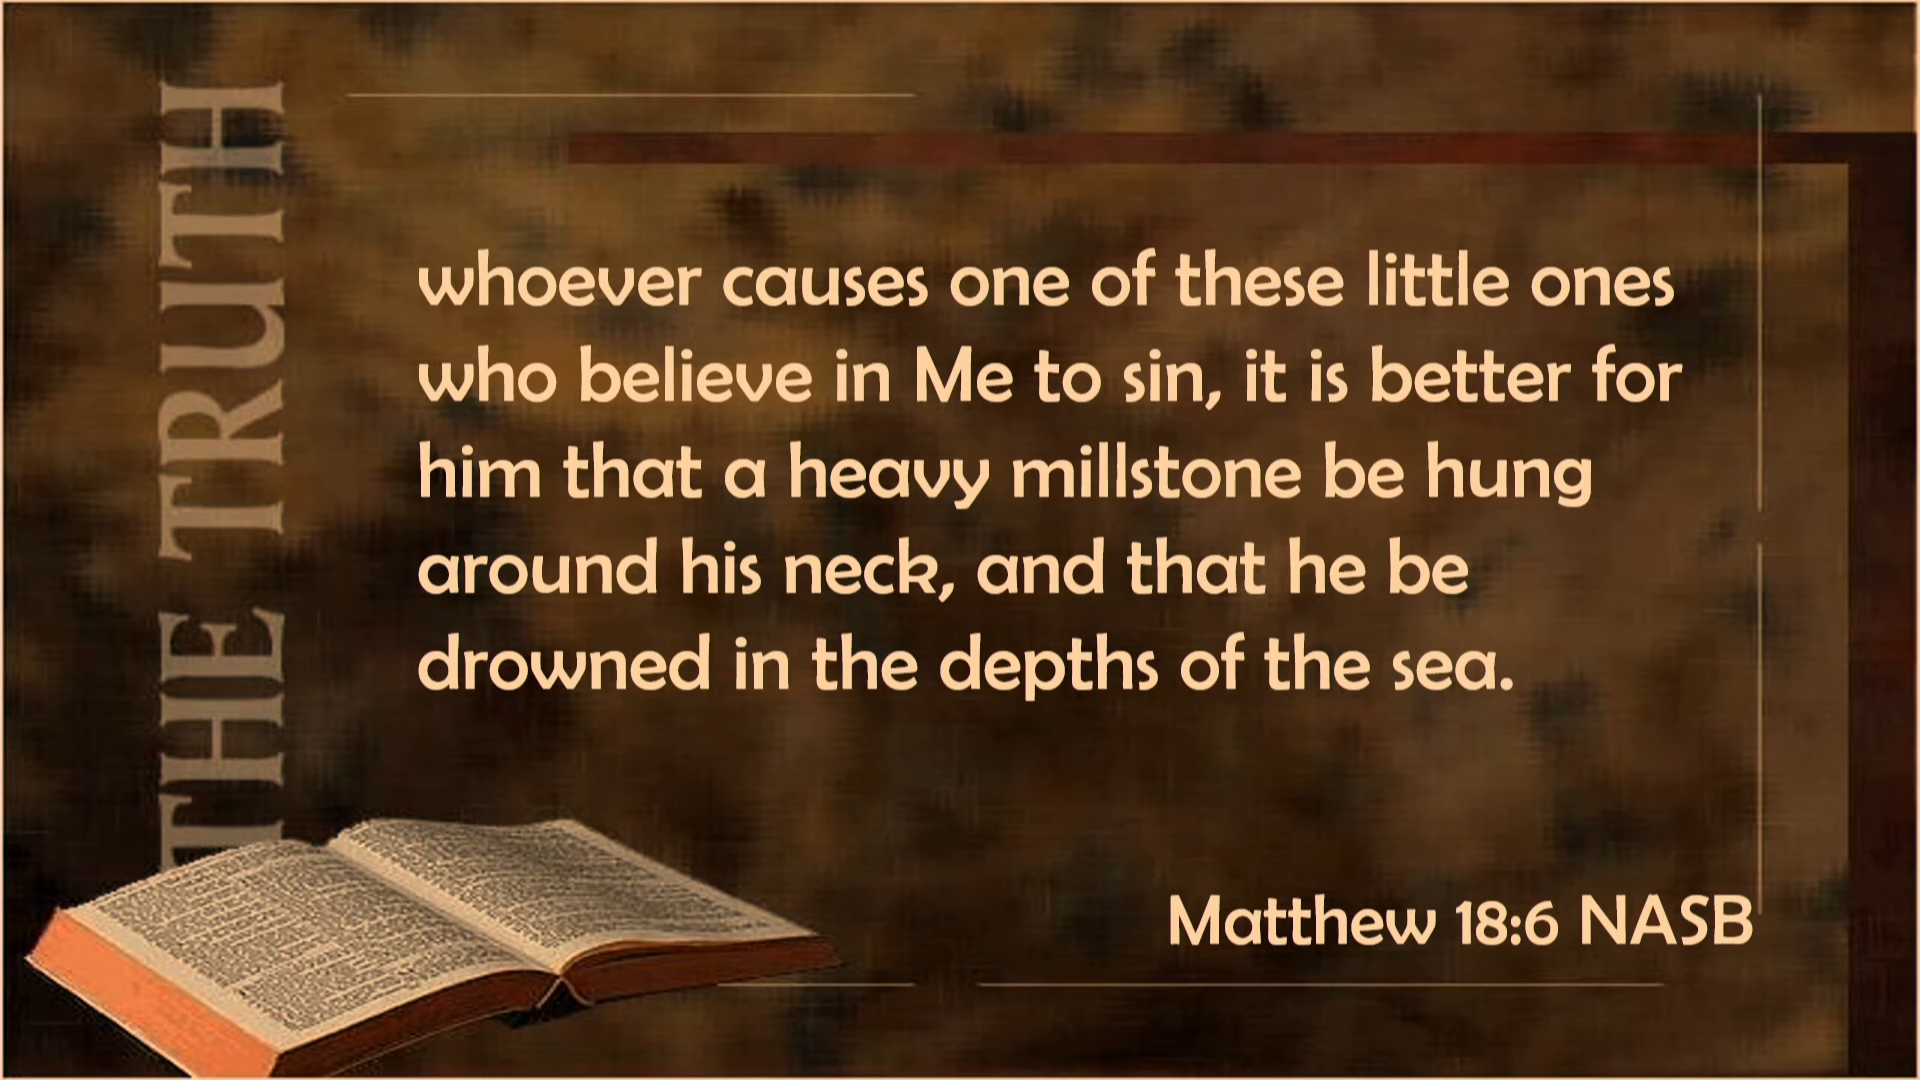 THE TRUTH
whoever causes one of these little ones
who believe in Me to sin, it is better for
him that a heavy millstone be hung
around his neck, and that he be
drowned in the depths of the sea.
Matthew 18:6 NASB